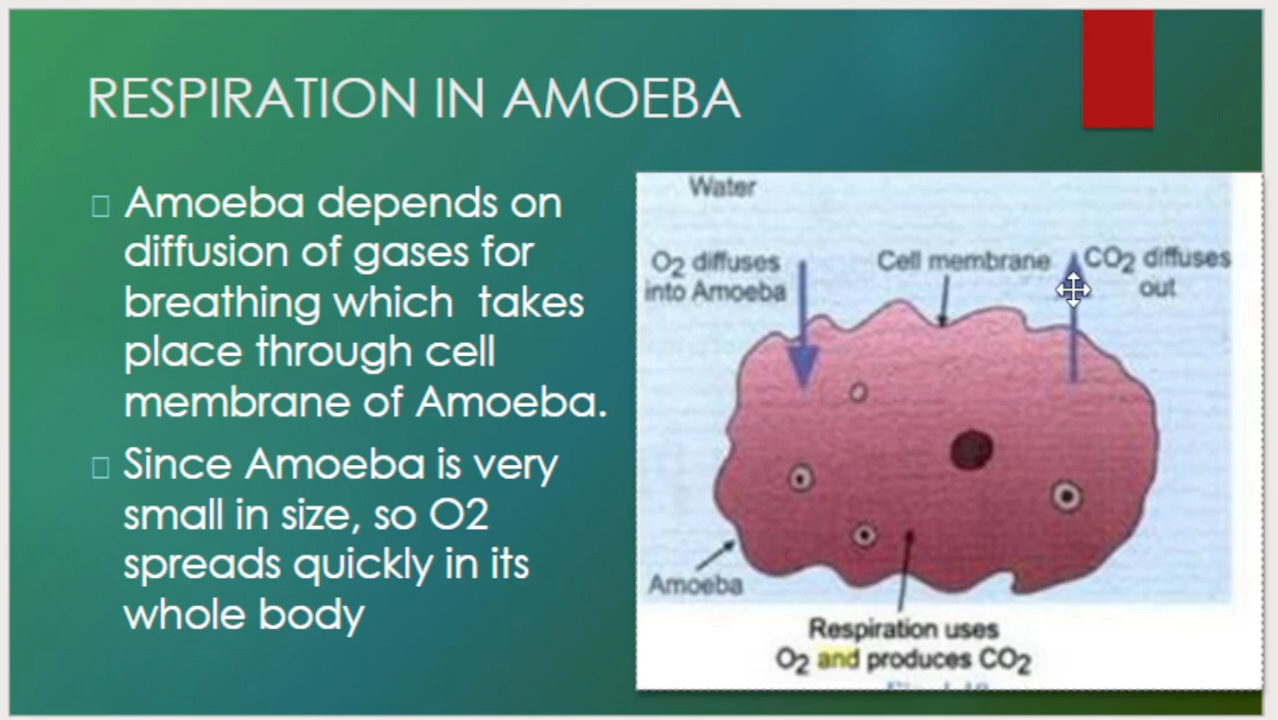 RESPIRATION IN AMOEBA
Amoeba depends on
diffusion of gases for
breathing which takes
place through cell
membrane of Amoeba.
Since Amoeba is very
small in size, so O2
spreads quickly in its
whole body
Water
O2 diffuses
into Amoeba
Cell membrane
CO2 diffuses
out
Amoeba
Respiration uses
O2 and produces CO2